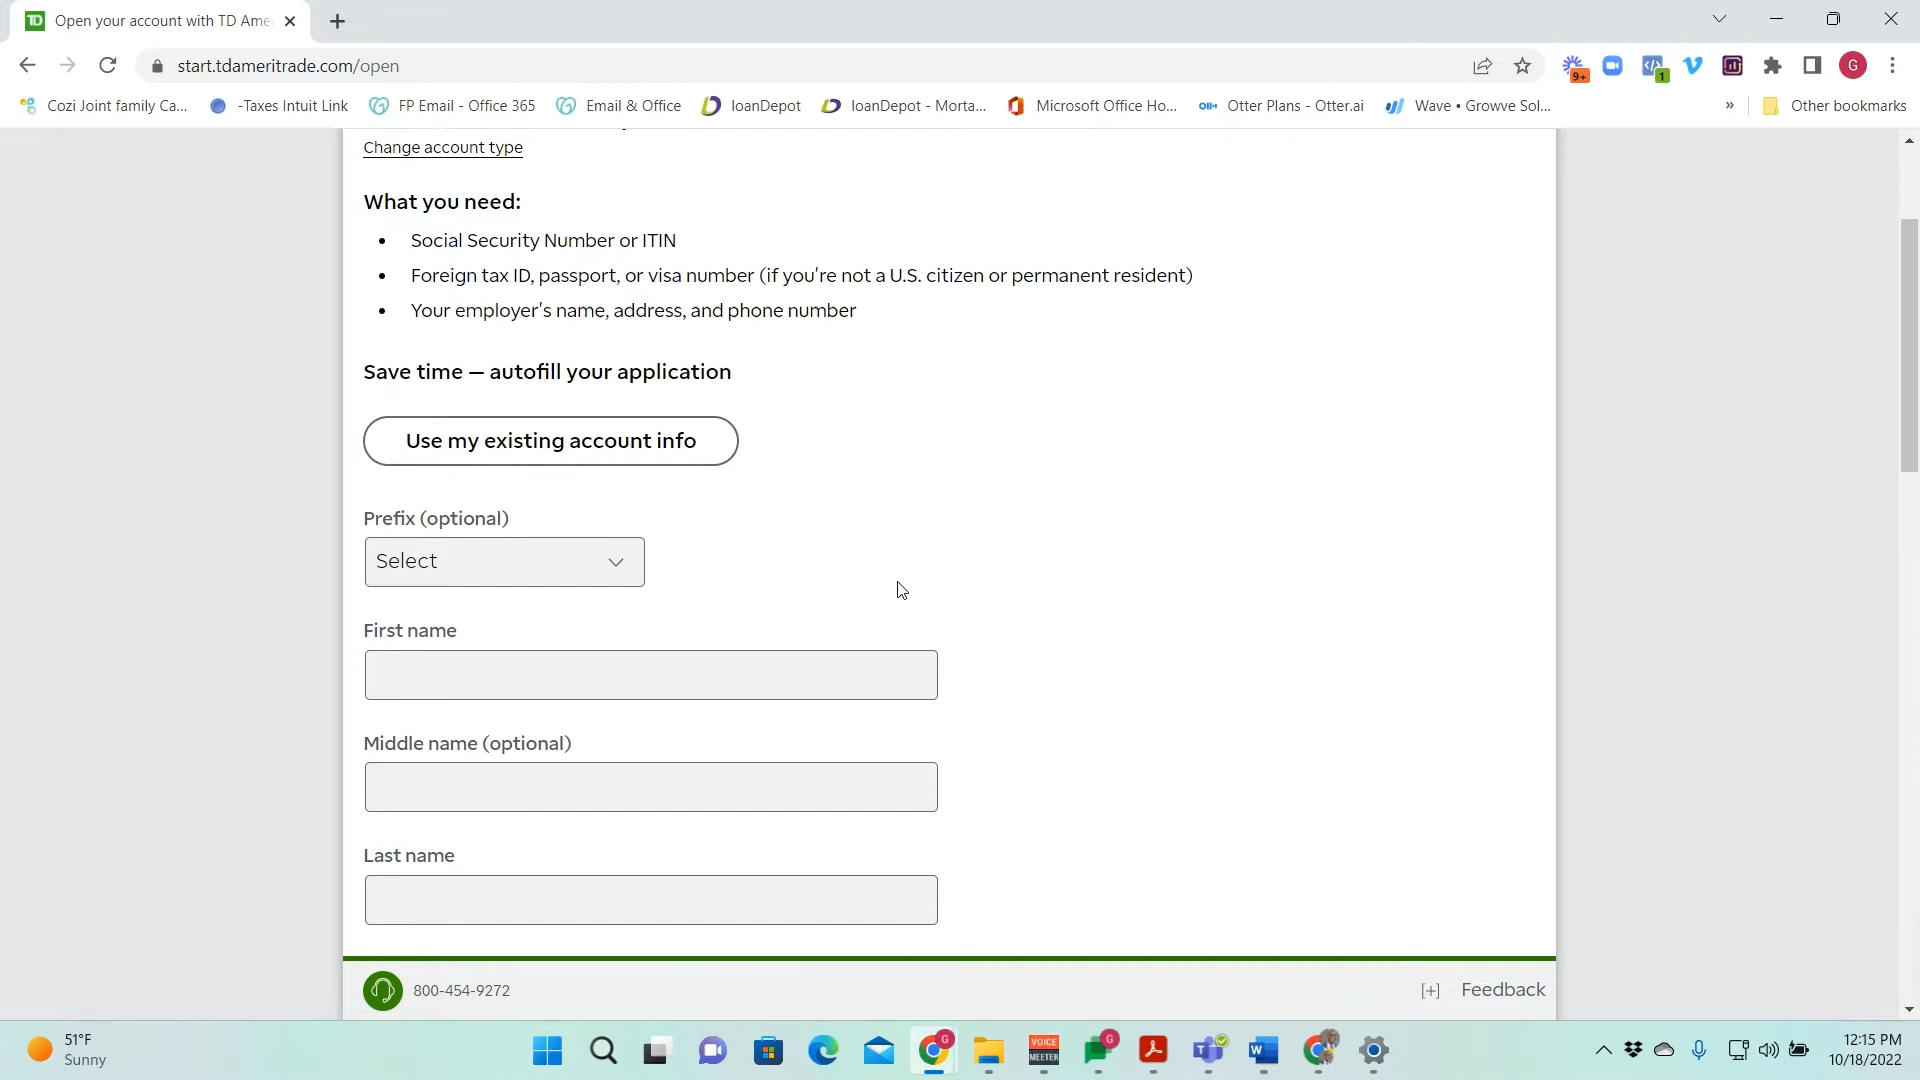 TD
Open your account with TD Ame
start.tdameritrade.com/open
9+
1
G
Cozi Joint family Ca...
-Taxes Intuit Link
FP Email - Office 365
Email & Office
loanDepot
loanDepot - Morta...
Microsoft Office Ho...
Otter Plans - Otter.ai
Wave • Growve Sol...
»
Other bookmarks
Change account type
What you need:
• Social Security Number or ITIN
• Foreign tax ID, passport, or visa number (if you're not a U.S. citizen or permanent resident)
• Your employer's name, address, and phone number
Save time — autofill your application
Use my existing account info
Prefix (optional)
Select
First name
Middle name (optional)
Last name
800-454-9272
[+] Feedback
51°F
Sunny
G
VOICE
MEETER
G
W
12:15 PM
10/18/2022